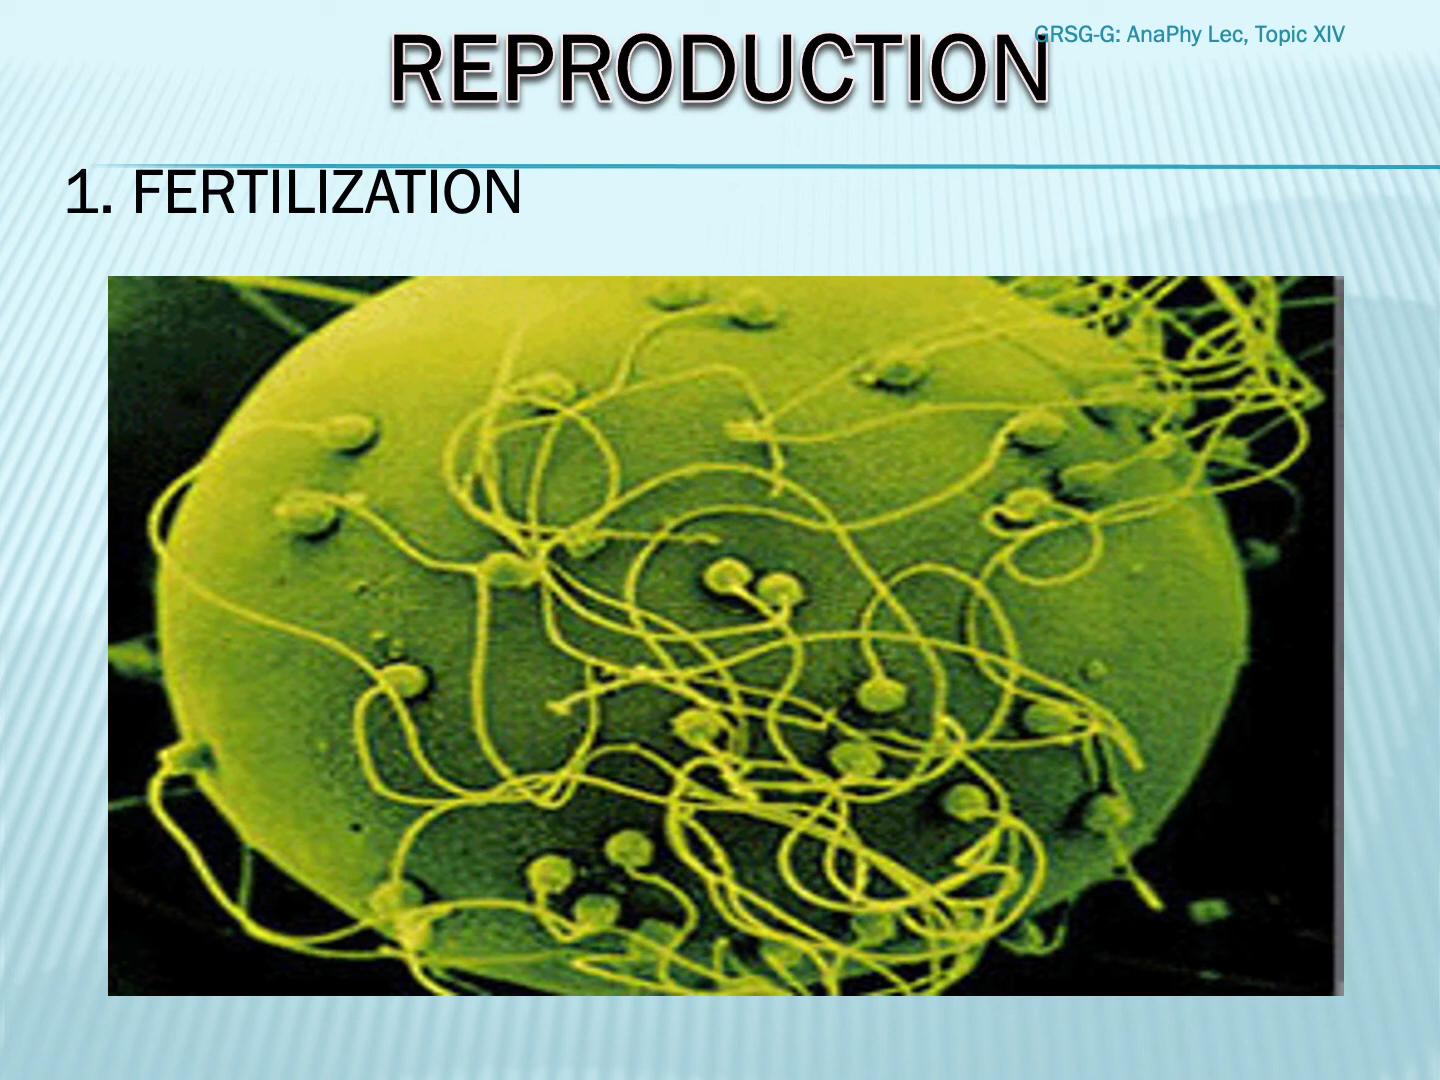 GRSG-G: AnaPhy Lec, Topic XIV
REPRODUCTION
1. FERTILIZATION